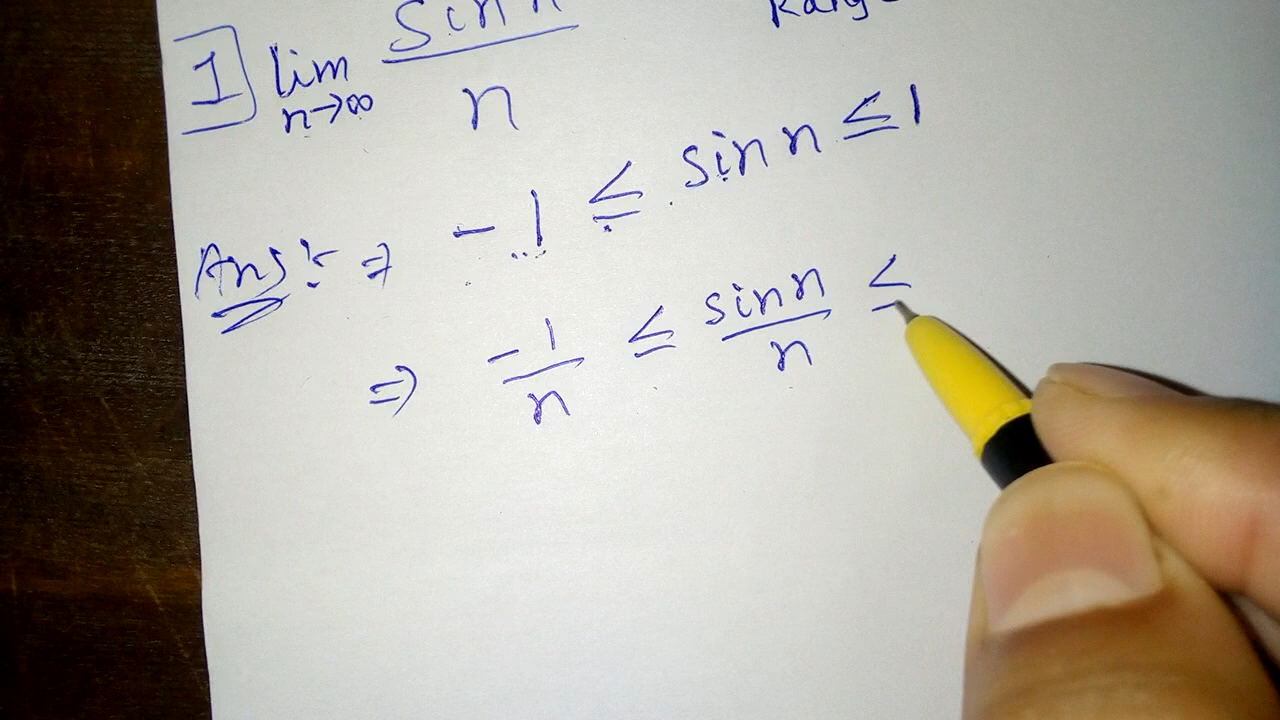 1] lim n→∞ sin n / n
-1 ≤ sin n ≤ 1
Ans :- ⇒
⇒ -1/n ≤ sin n / n ≤